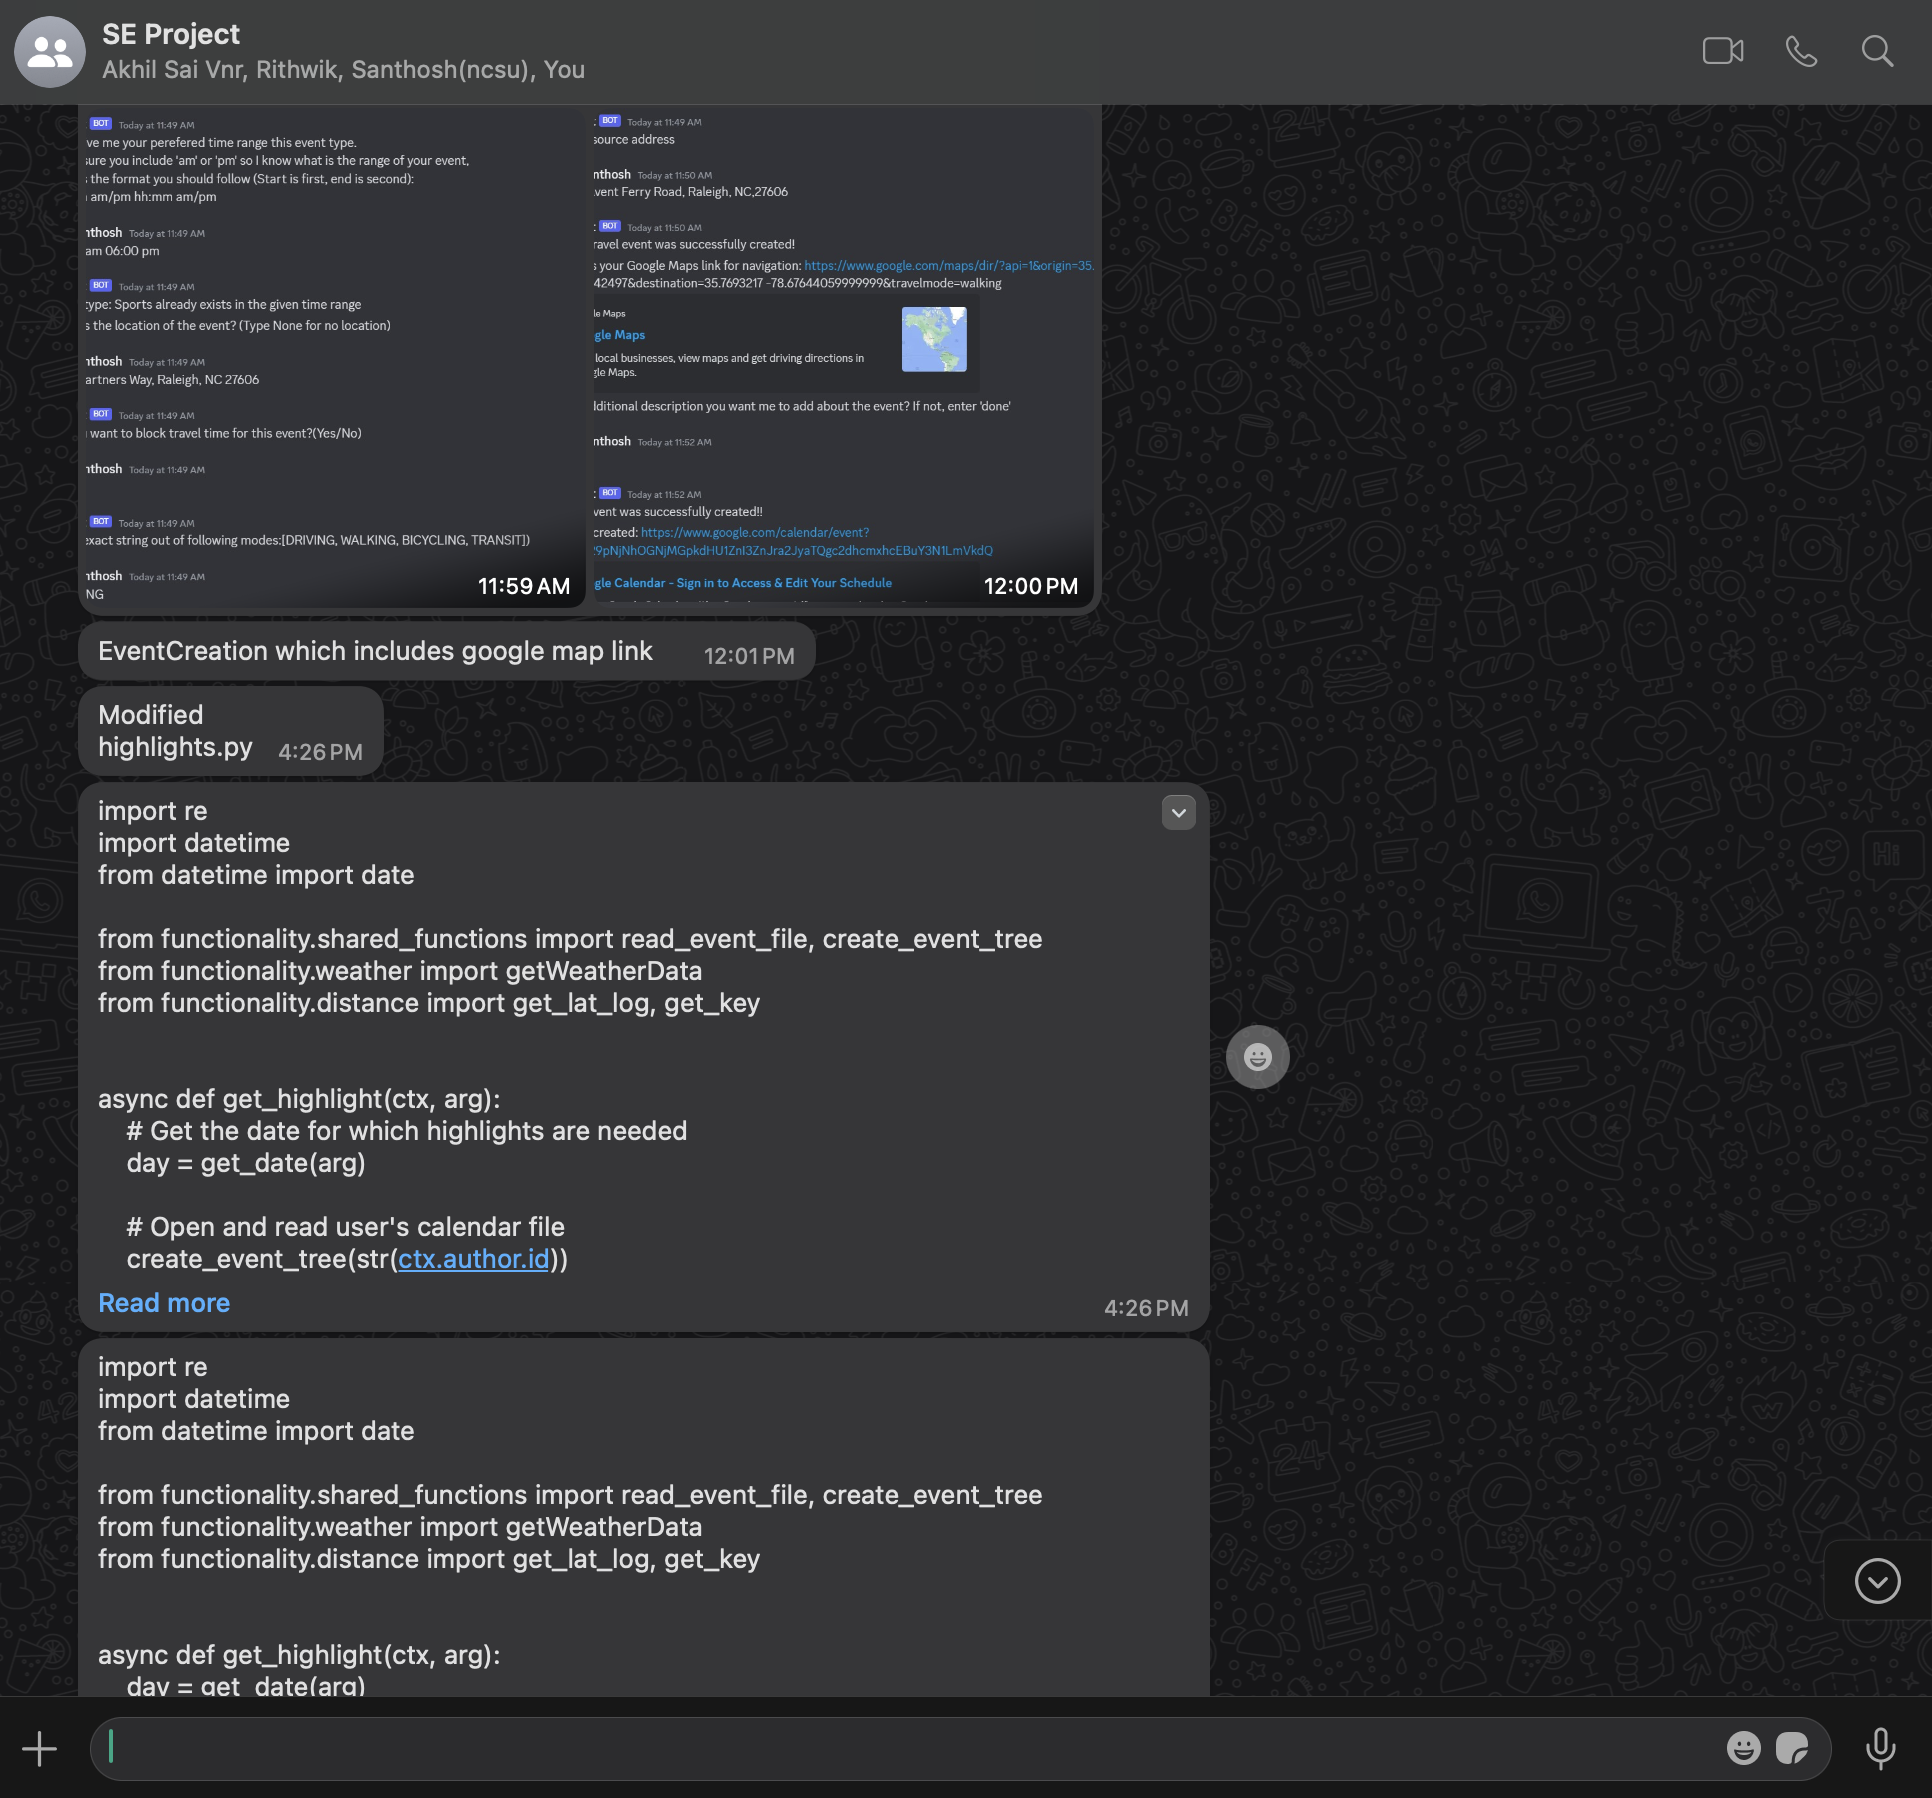 SE Project
Akhil Sai Vnr, Rithwik, Santhosh(ncsu), You
BOT Today at 11:49 AM
ve me your perefered time range this event type.
sure you include 'am' or 'pm' so I know what is the range of your event,
the format you should follow (Start is first, end is second):
am/pm hh:mm am/pm
nthosh Today at 11:49 AM
am 06:00 pm
BOT Today at 11:49 AM
type: Sports already exists in the given time range
s the location of the event? (Type None for no location)
nthosh Today at 11:49 AM
artners Way, Raleigh, NC 27606
BOT Today at 11:49 AM
want to block travel time for this event?(Yes/No)
nthosh Today at 11:49 AM
BOT Today at 11:49 AM
exact string out of following modes:[DRIVING, WALKING, BICYCLING, TRANSIT])
nthosh Today at 11:49 AM
NG
11:59 AM
: BOT Today at 11:49 AM
source address
nthosh Today at 11:50 AM
vent Ferry Road, Raleigh, NC,27606
: BOT Today at 11:50 AM
ravel event was successfully created!
s your Google Maps link for navigation: https://www.google.com/maps/dir/?api=1&origin=35.
42497&destination=35.7693217 -78.67644059999999&travelmode=walking
le Maps
gle Maps
local businesses, view maps and get driving directions in
gle Maps.
dditional description you want me to add about the event? If not, enter 'done'
nthosh Today at 11:52 AM
: BOT Today at 11:52 AM
vent was successfully created!!
created: https://www.google.com/calendar/event?
gle Calendar - Sign in to Access & Edit Your Schedule
12:00 PM
EventCreation which includes google map link 12:01 PM
Modified
highlights.py 4:26 PM
import re
import datetime
from datetime import date
from functionality.shared_functions import read_event_file, create_event_tree
from functionality.weather import getWeatherData
from functionality.distance import get_lat_log, get_key
async def get_highlight(ctx, arg):
# Get the date for which highlights are needed
day = get_date(arg)
# Open and read user's calendar file
create_event_tree(str(ctx.author.id))
Read more 4:26 PM
import re
import datetime
from datetime import date
from functionality.shared_functions import read_event_file, create_event_tree
from functionality.weather import getWeatherData
from functionality.distance import get_lat_log, get_key
async def get_highlight(ctx, arg):
day = get_date(arg)